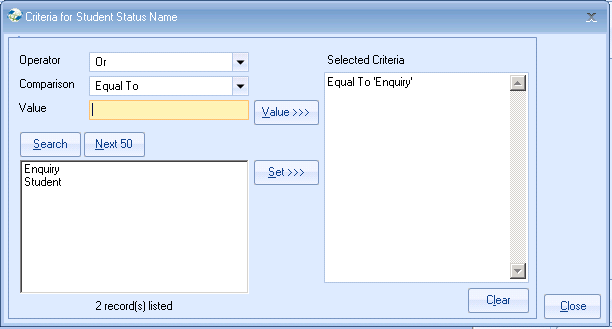 Criteria for Student Status Name
Operator
Or
Comparison
Equal To
Value
Value >>>
Search
Next 50
Enquiry
Student
Set >>>
2 record(s) listed
Selected Criteria
Equal To 'Enquiry'
Clear
Close